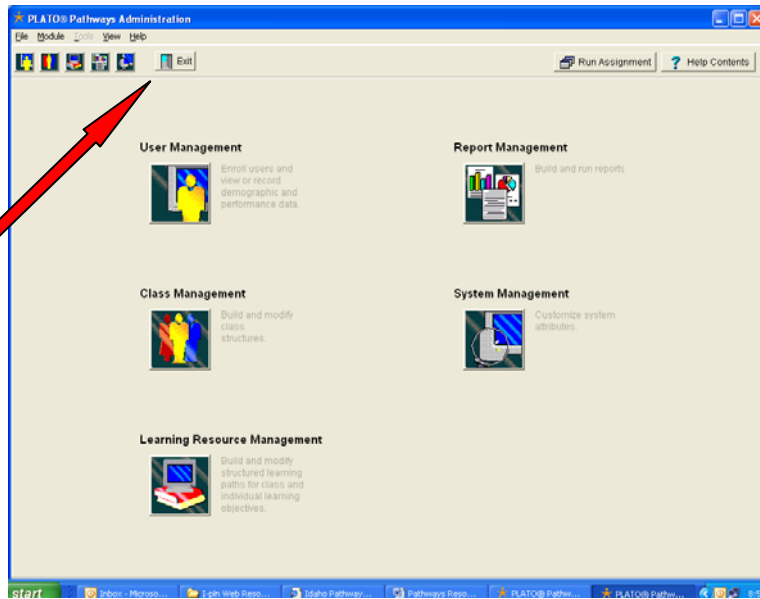 PLATO® Pathways Administration
File Module Tools View Help
Exit
Run Assignment
? Help Contents
User Management
Enroll users and
view or record
demographic and
performance data.
Report Management
Build and run reports
Class Management
Build and modify
class
structures.
System Management
Customize system
attributes.
Learning Resource Management
Build and modify
structured learning
paths for class and
individual learning
objectives.
start
Inbox - Microso...
I-pin Web Reso...
Idaho Pathway...
Pathways Reso...
PLATO® Pathw...
PLATO® Pathw...